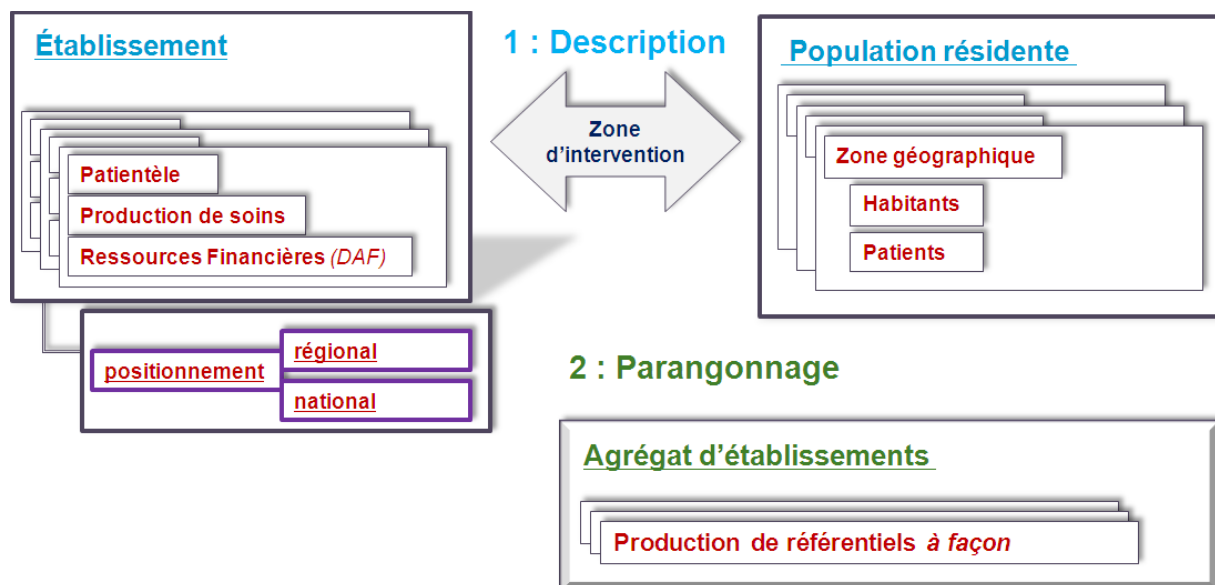 Établissement
Patientèle
Production de soins
Ressources Financières (DAF)
positionnement
régional
national
1 : Description
Zone
d'intervention
Population résidente
Zone géographique
Habitants
Patients
2 : Parangonnage
Agrégat d'établissements
Production de référentiels à façon